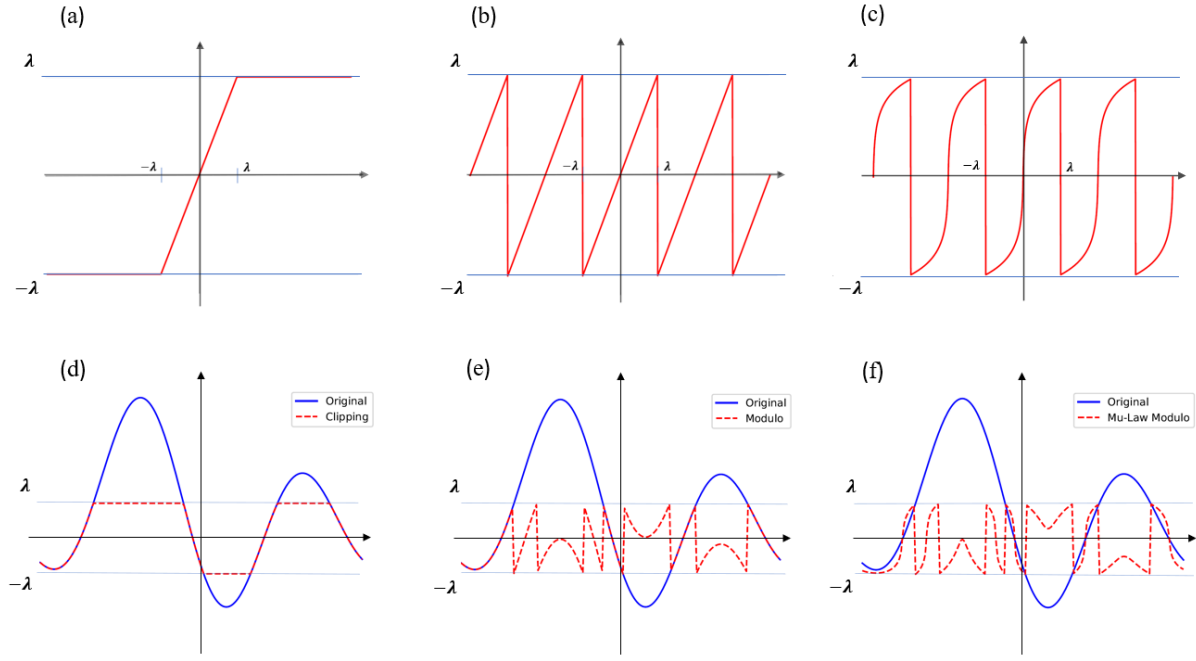 (a)
λ
−λ
λ
−λ
(b)
λ
−λ
λ
−λ
(c)
λ
−λ
λ
−λ
(d)
Original
Clipping
λ
−λ
(e)
Original
Modulo
λ
−λ
(f)
Original
Mu-Law Modulo
λ
−λ